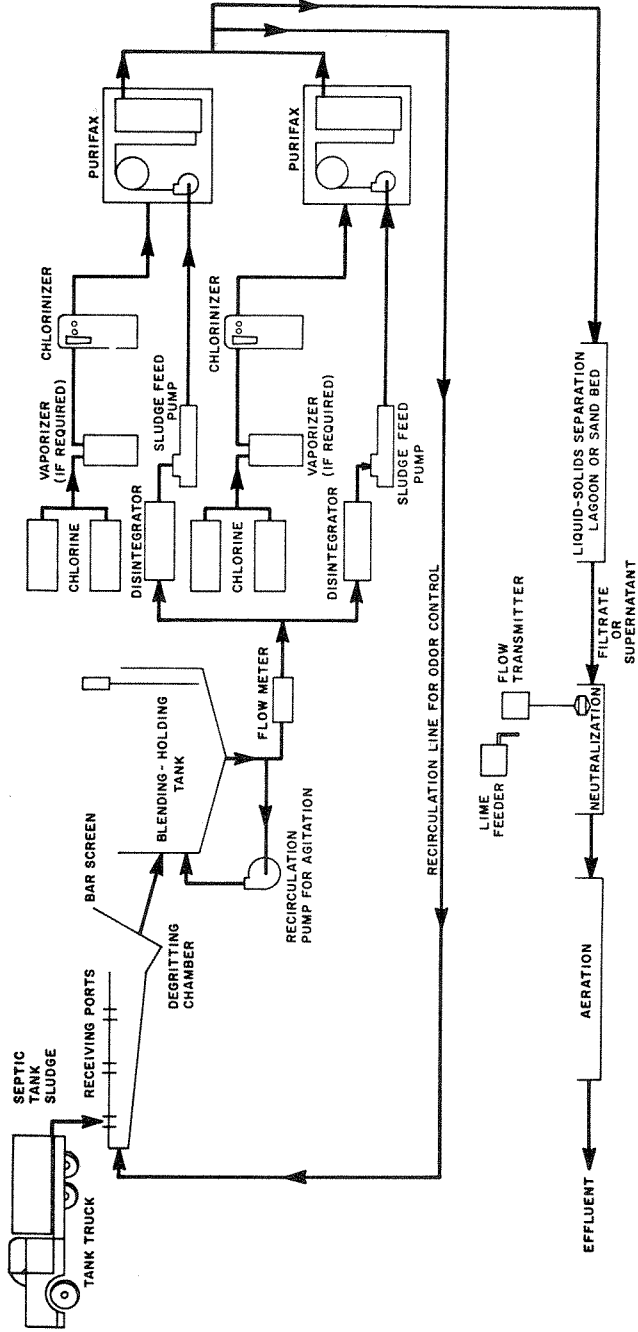 SEPTIC
TANK
SLUDGE
TANK TRUCK
RECEIVING PORTS
BAR SCREEN
DEGRITTING
CHAMBER
BLENDING - HOLDING
TANK
RECIRCULATION
PUMP FOR AGITATION
FLOW METER
CHLORINE
VAPORIZER
(IF REQUIRED)
CHLORINIZER
PURIFAX
DISINTEGRATOR
SLUDGE FEED
PUMP
CHLORINE
VAPORIZER
(IF REQUIRED)
CHLORINIZER
PURIFAX
DISINTEGRATOR
SLUDGE FEED
PUMP
RECIRCULATION LINE FOR ODOR CONTROL
LIQUID-SOLIDS SEPARATION
LAGOON OR SAND BED
FILTRATE
OR
SUPERNATANT
FLOW
TRANSMITTER
LIME
FEEDER
NEUTRALIZATION
AERATION
EFFLUENT